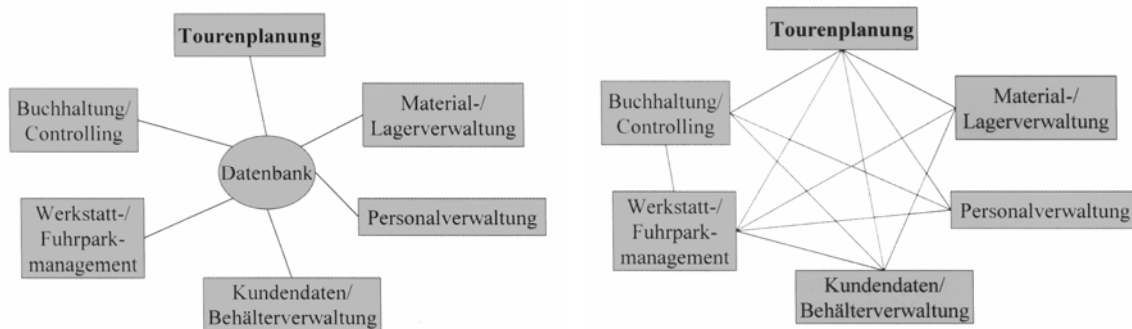 Tourenplanung
Buchhaltung/
Controlling
Material-/
Lagerverwaltung
Datenbank
Werkstatt-/
Fuhrpark-
management
Personalverwaltung
Kundendaten/
Behälterverwaltung
Tourenplanung
Buchhaltung/
Controlling
Material-/
Lagerverwaltung
Werkstatt-/
Fuhrpark-
management
Personalverwaltung
Kundendaten/
Behälterverwaltung